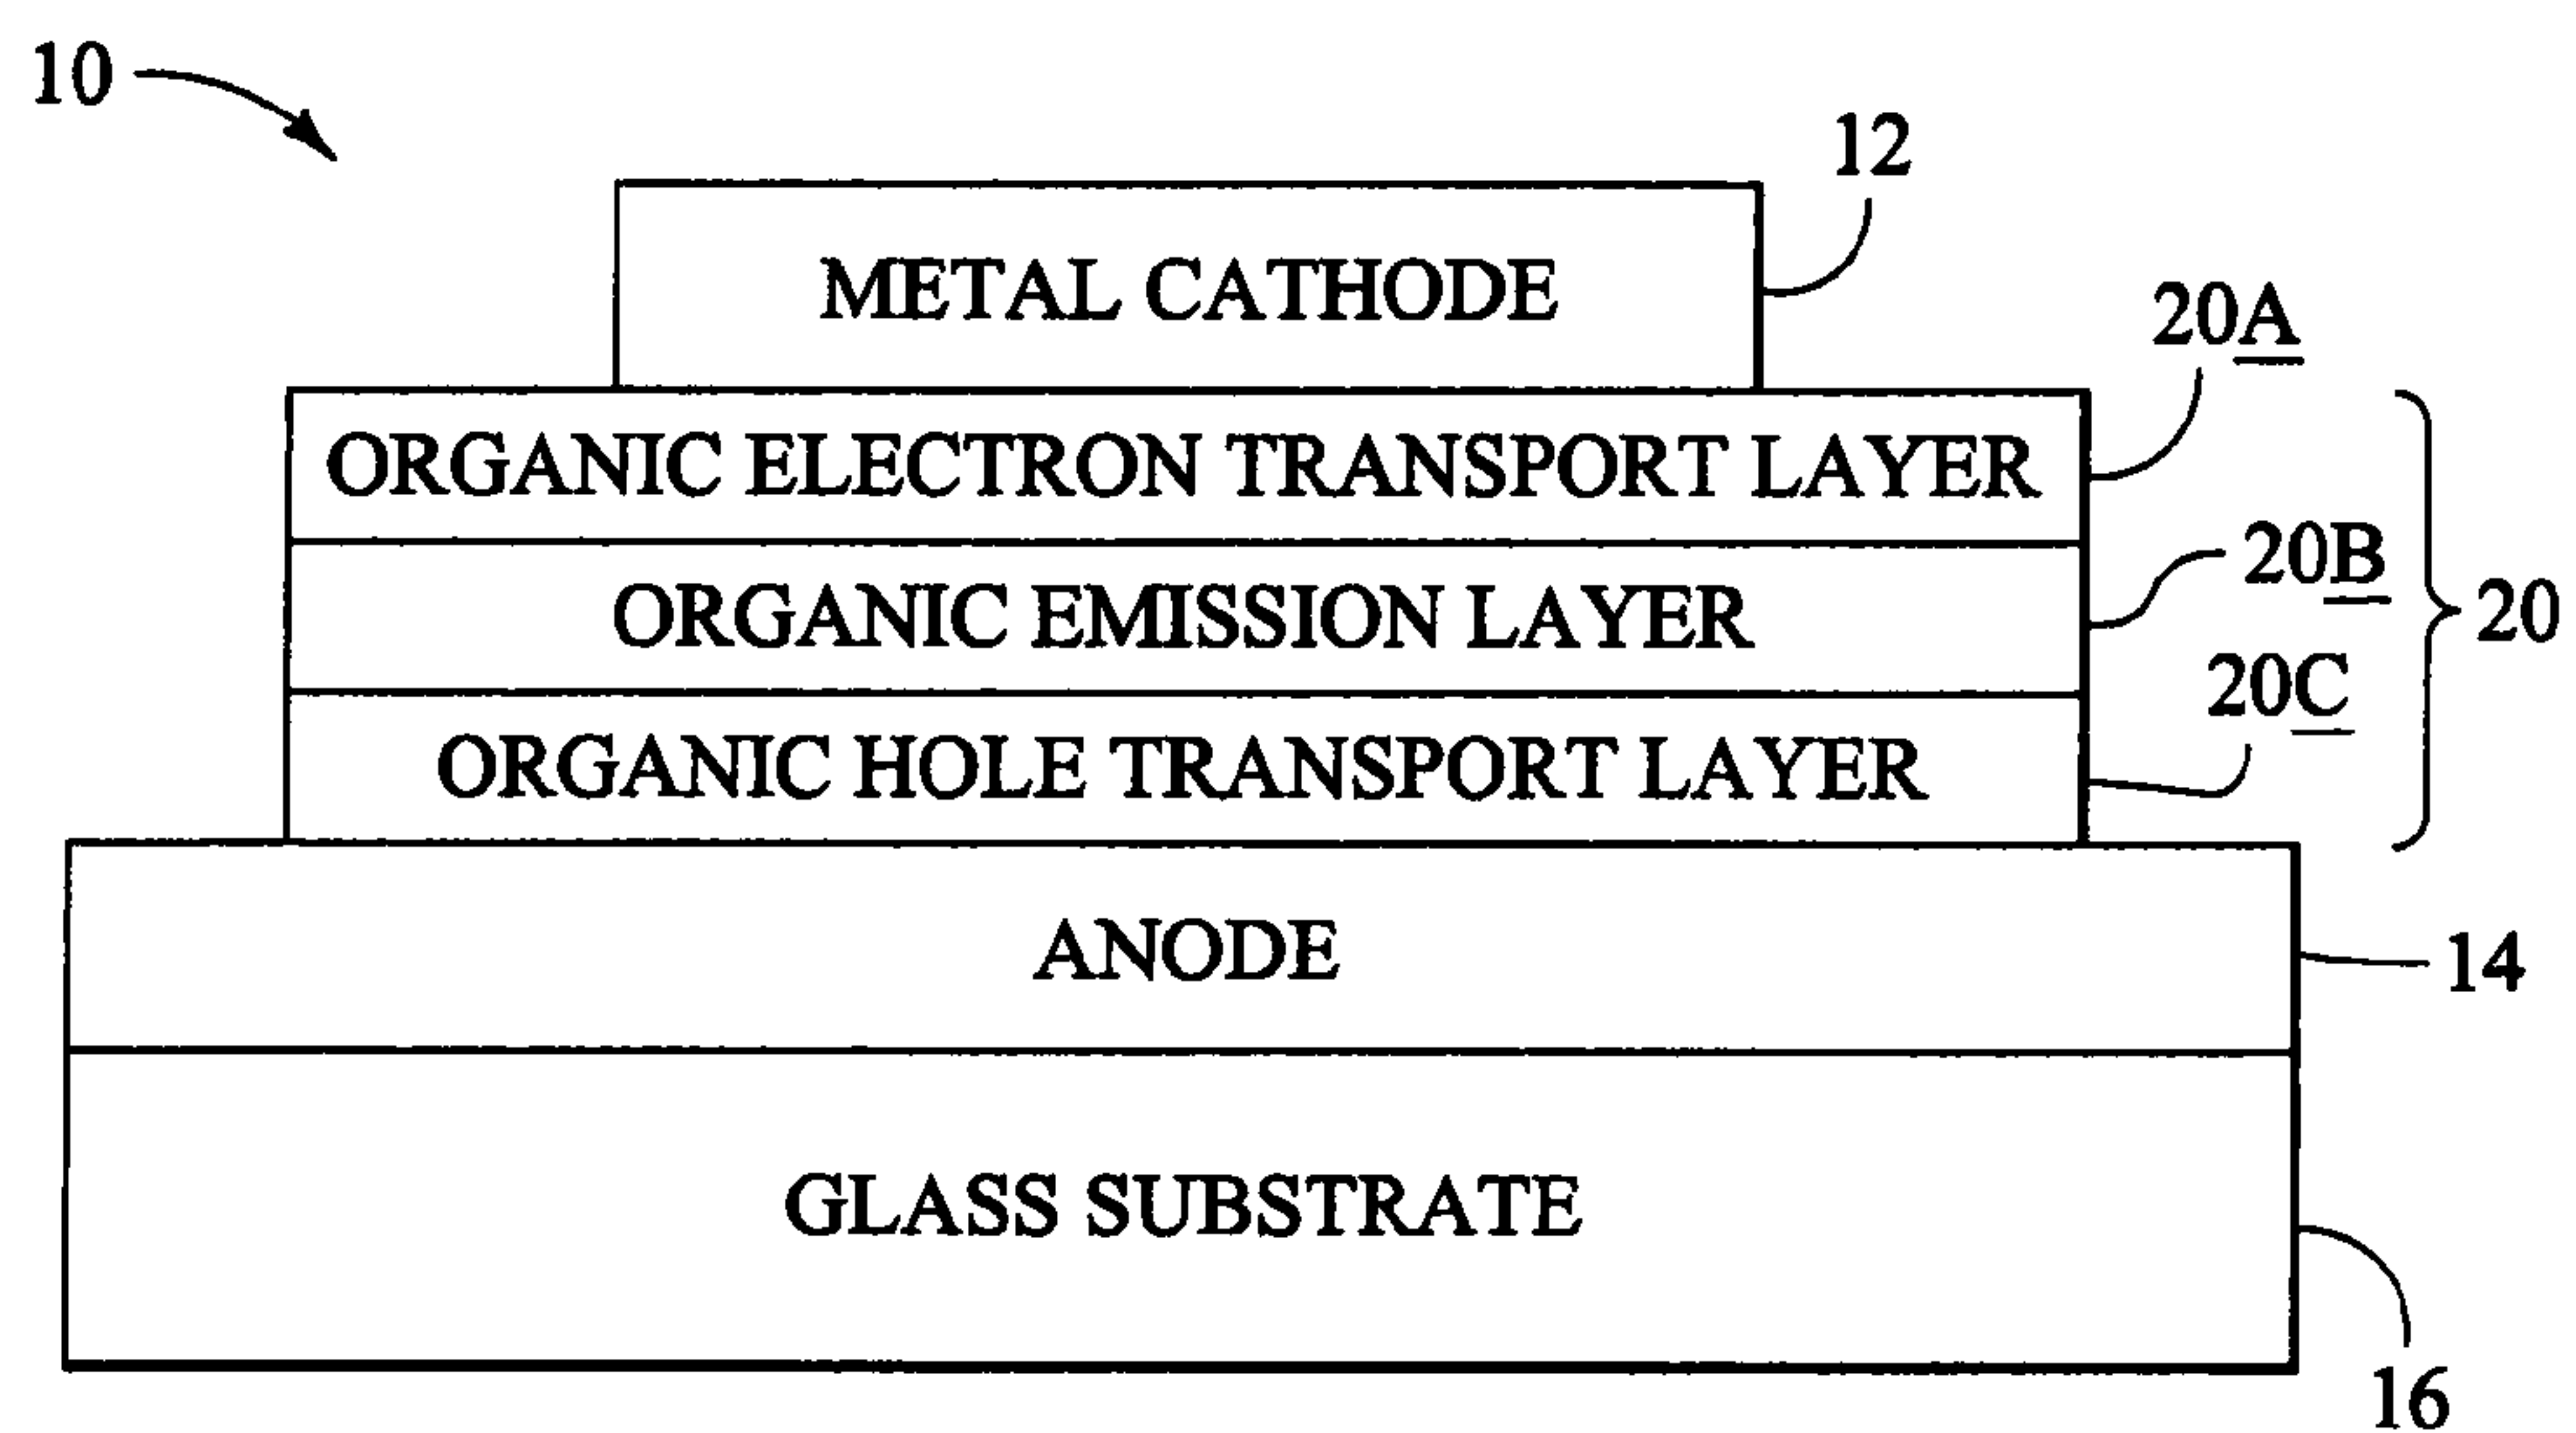 10
12
METAL CATHODE
20A
ORGANIC ELECTRON TRANSPORT LAYER
20B
ORGANIC EMISSION LAYER
20
20C
ORGANIC HOLE TRANSPORT LAYER
ANODE
14
GLASS SUBSTRATE
16